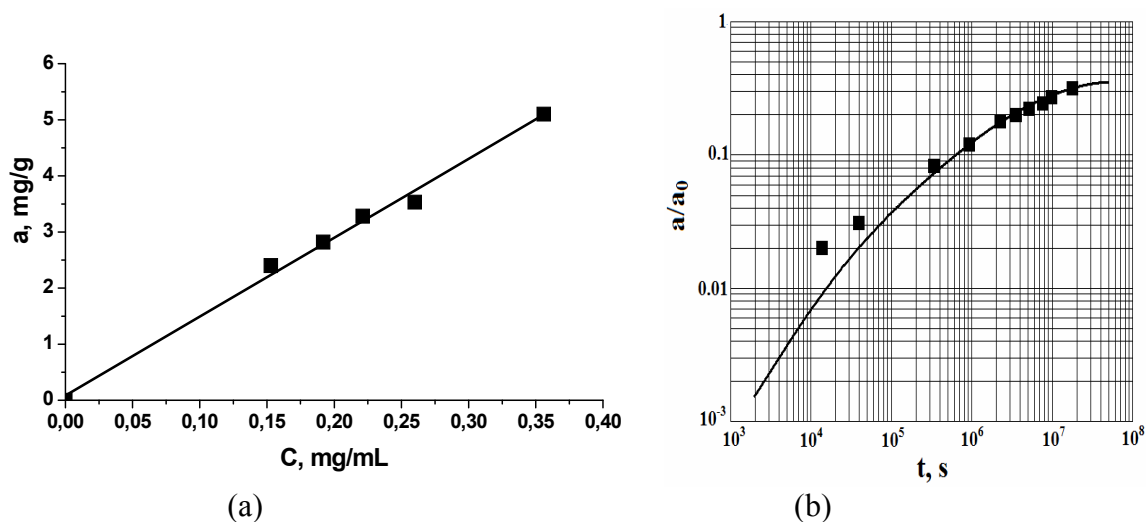 6
5
4
3
2
1
0
a, mg/g
0,00 0,05 0,10 0,15 0,20 0,25 0,30 0,35 0,40
C, mg/mL
(a)
1
0.1
0.01
10⁻³
a/a₀
10³ 10⁴ 10⁵ 10⁶ 10⁷ 10⁸
t, s
(b)